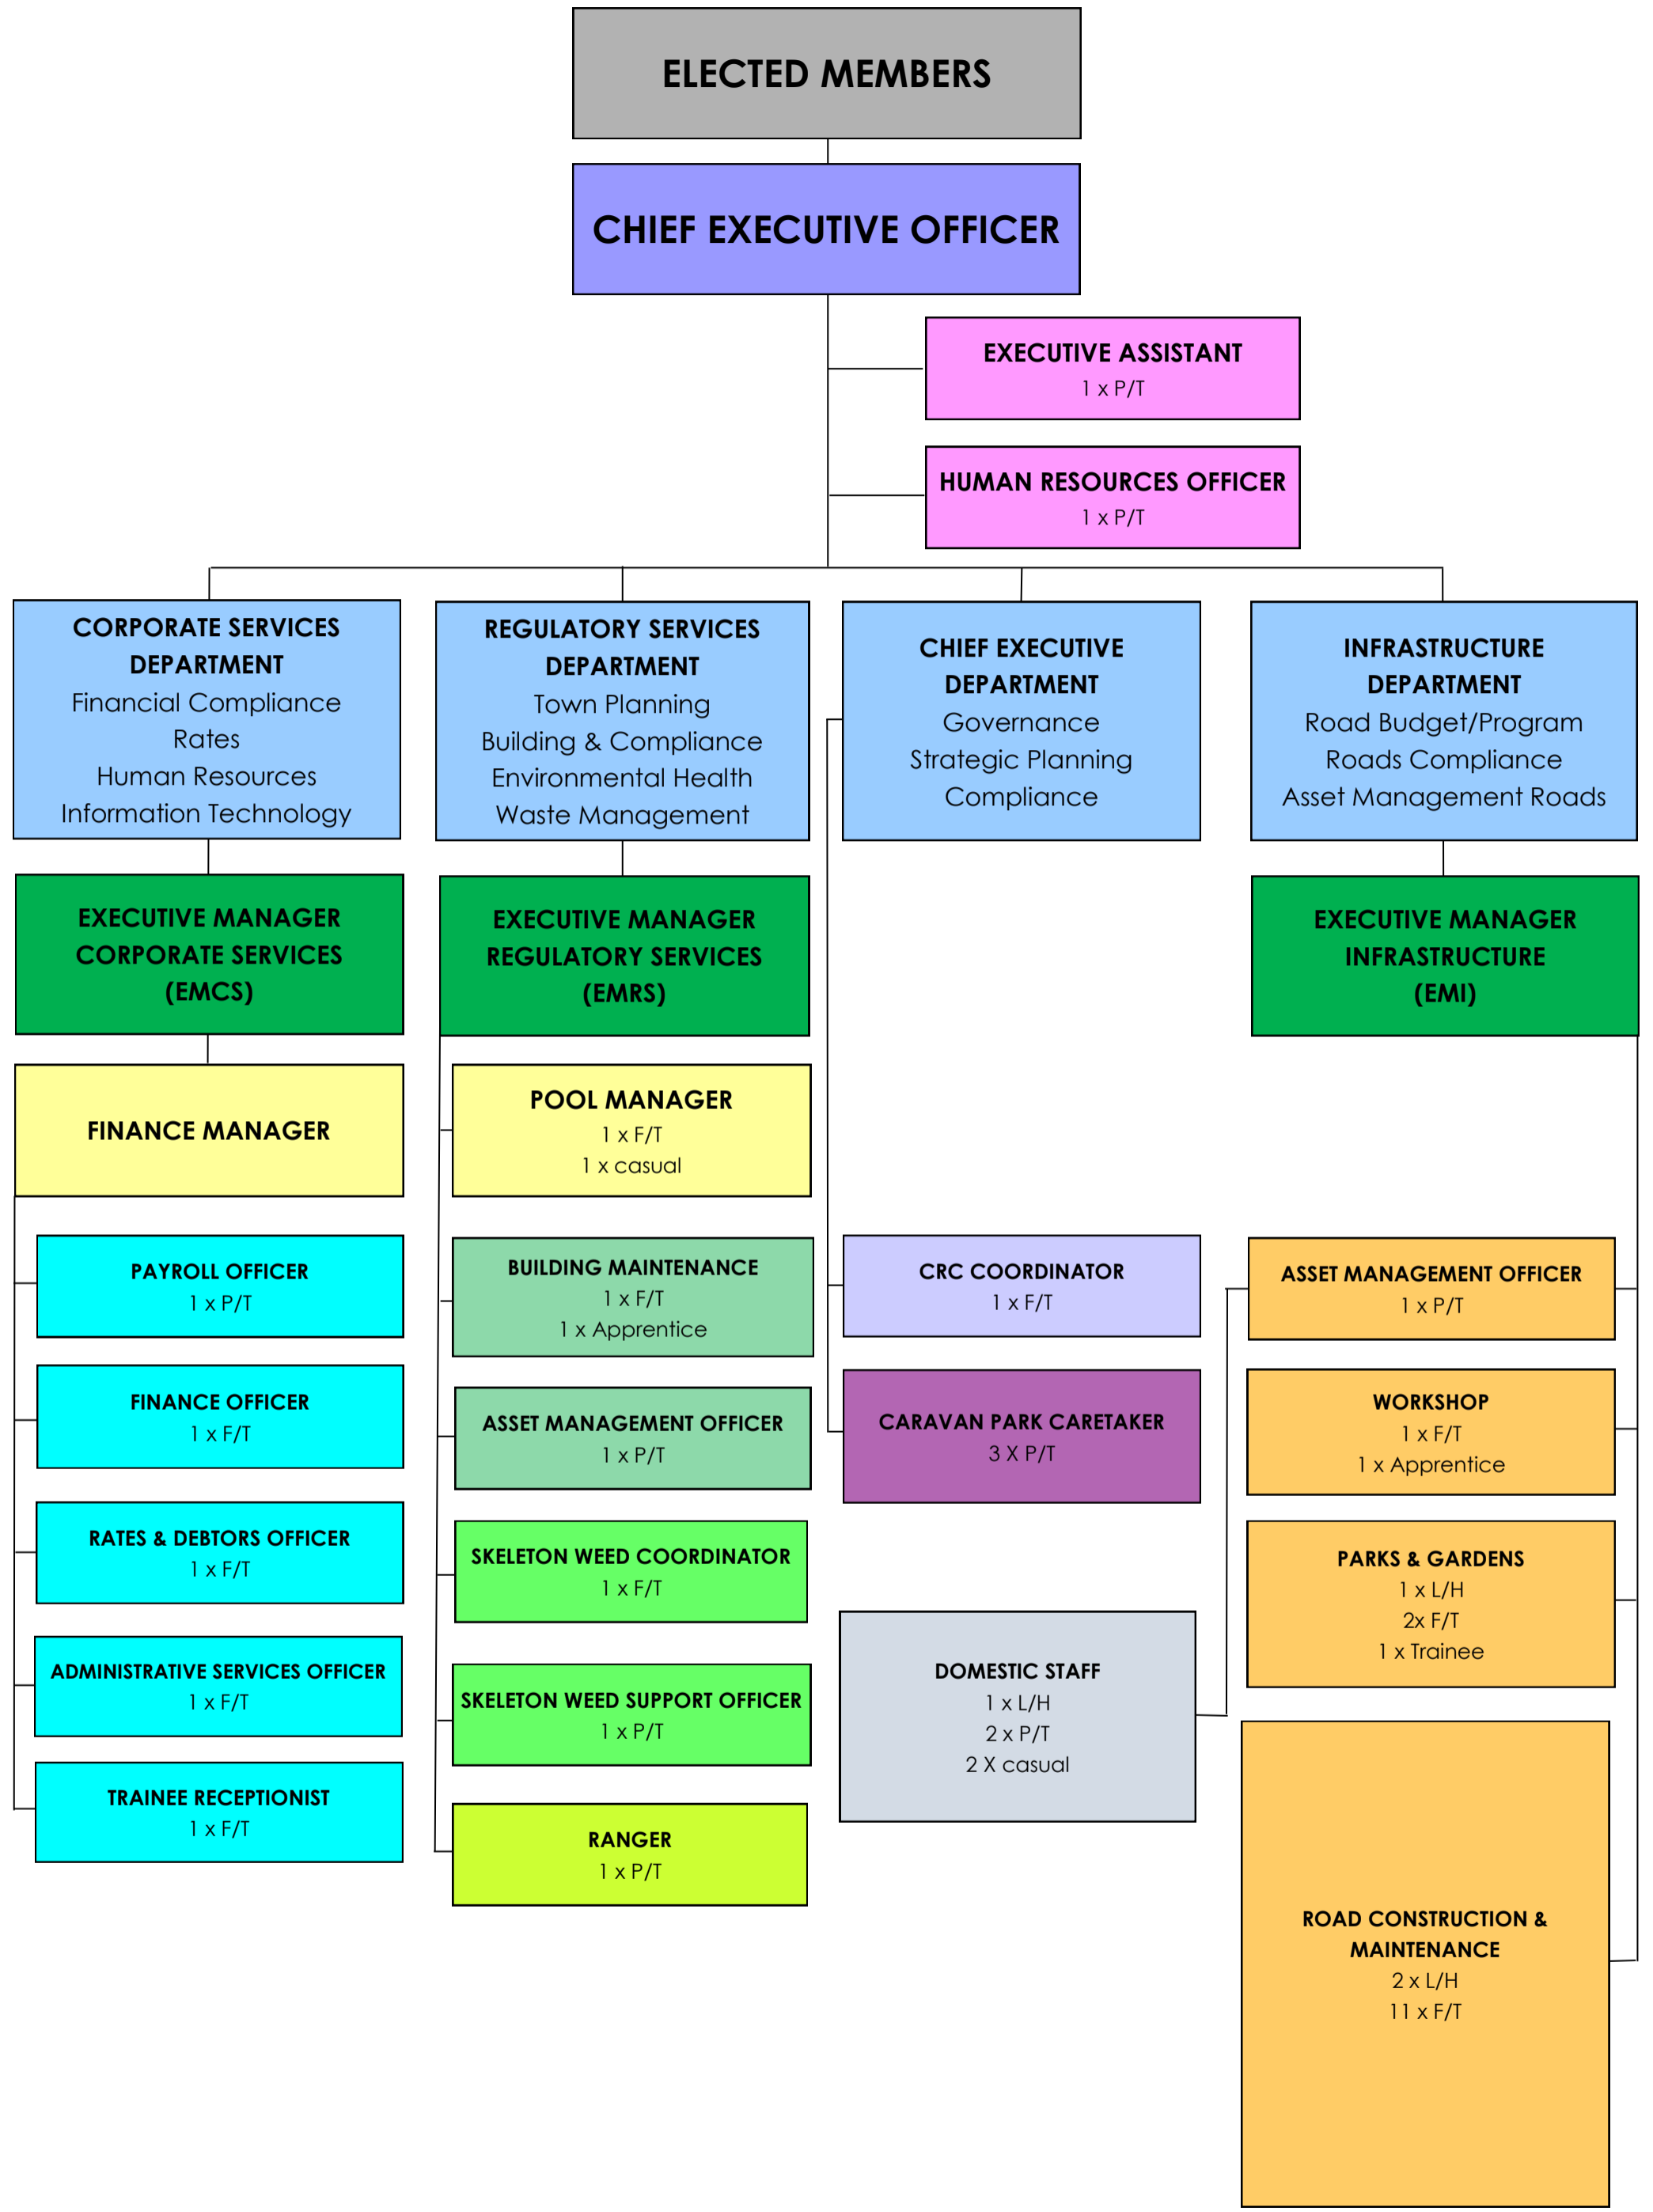 ELECTED MEMBERS
CHIEF EXECUTIVE OFFICER
EXECUTIVE ASSISTANT
1 x P/T
HUMAN RESOURCES OFFICER
1 x P/T
CORPORATE SERVICES
DEPARTMENT
Financial Compliance
Rates
Human Resources
Information Technology
REGULATORY SERVICES
DEPARTMENT
Town Planning
Building & Compliance
Environmental Health
Waste Management
CHIEF EXECUTIVE
DEPARTMENT
Governance
Strategic Planning
Compliance
INFRASTRUCTURE
DEPARTMENT
Road Budget/Program
Roads Compliance
Asset Management Roads
EXECUTIVE MANAGER
CORPORATE SERVICES
(EMCS)
EXECUTIVE MANAGER
REGULATORY SERVICES
(EMRS)
EXECUTIVE MANAGER
INFRASTRUCTURE
(EMI)
FINANCE MANAGER
POOL MANAGER
1 x F/T
1 x casual
PAYROLL OFFICER
1 x P/T
FINANCE OFFICER
1 x F/T
RATES & DEBTORS OFFICER
1 x F/T
ADMINISTRATIVE SERVICES OFFICER
1 x F/T
TRAINEE RECEPTIONIST
1 x F/T
BUILDING MAINTENANCE
1 x F/T
1 x Apprentice
ASSET MANAGEMENT OFFICER
1 x P/T
SKELETON WEED COORDINATOR
1 x F/T
SKELETON WEED SUPPORT OFFICER
1 x P/T
RANGER
1 x P/T
CRC COORDINATOR
1 x F/T
CARAVAN PARK CARETAKER
3 X P/T
DOMESTIC STAFF
1 x L/H
2 x P/T
2 X casual
ASSET MANAGEMENT OFFICER
1 x P/T
WORKSHOP
1 x F/T
1 x Apprentice
PARKS & GARDENS
1 x L/H
2x F/T
1 x Trainee
ROAD CONSTRUCTION &
MAINTENANCE
2 x L/H
11 x F/T